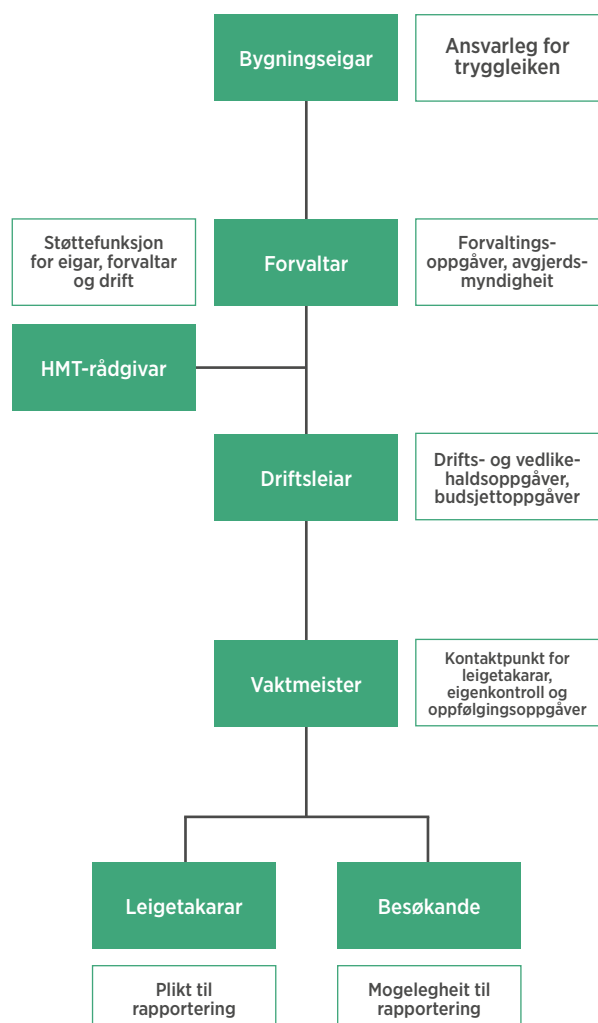 Bygningseigar
Ansvarleg for
tryggleiken
Støttefunksjon
for eigar, forvaltar
og drift
Forvaltar
Forvaltings-
oppgåver, avgjerds-
myndigheit
HMT-rådgivar
Driftsleiar
Drifts- og vedlike-
haldsoppgåver,
budsjettoppgåver
Vaktmeister
Kontaktpunkt for
leigetakarar,
eigenkontroll og
oppfølgingsoppgåver
Leigetakarar
Besøkande
Plikt til
rapportering
Mogelegheit til
rapportering